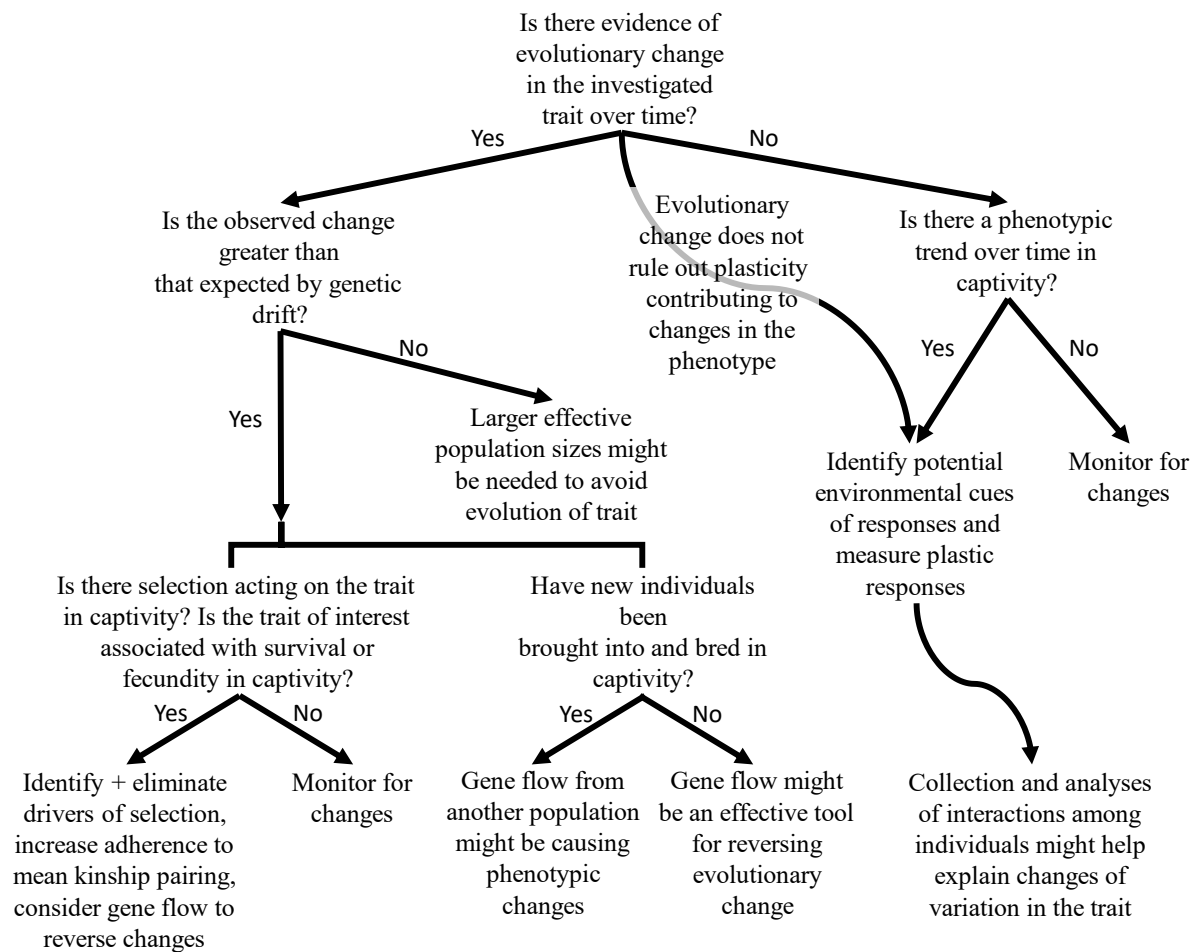 Is there evidence of
evolutionary change
in the investigated
trait over time?
Yes
No
Is the observed change
greater than
that expected by genetic
drift?
Evolutionary
change does not
rule out plasticity
contributing to
changes in the
phenotype
Is there a phenotypic
trend over time in
captivity?
No
Yes
Yes
No
Larger effective
population sizes might
be needed to avoid
evolution of trait
Identify potential
environmental cues
of responses and
measure plastic
responses
Monitor for
changes
Is there selection acting on the trait
in captivity? Is the trait of interest
associated with survival or
fecundity in captivity?
Have new individuals
been
brought into and bred in
captivity?
Yes
No
Yes
No
Identify + eliminate
drivers of selection,
increase adherence to
mean kinship pairing,
consider gene flow to
reverse changes
Monitor for
changes
Gene flow from
another population
might be causing
phenotypic
changes
Gene flow might
be an effective tool
for reversing
evolutionary
change
Collection and analyses
of interactions among
individuals might help
explain changes of
variation in the trait